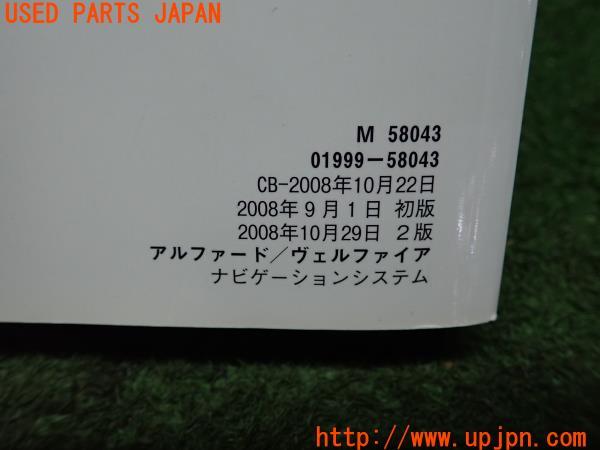 USED PARTS JAPAN
M 58043
01999-58043
CB-2008年10月22日
2008年9月1日 初版
2008年10月29日 2版
アルファード/ヴェルファイア
ナビゲーションシステム
http://www.upjpn.com/